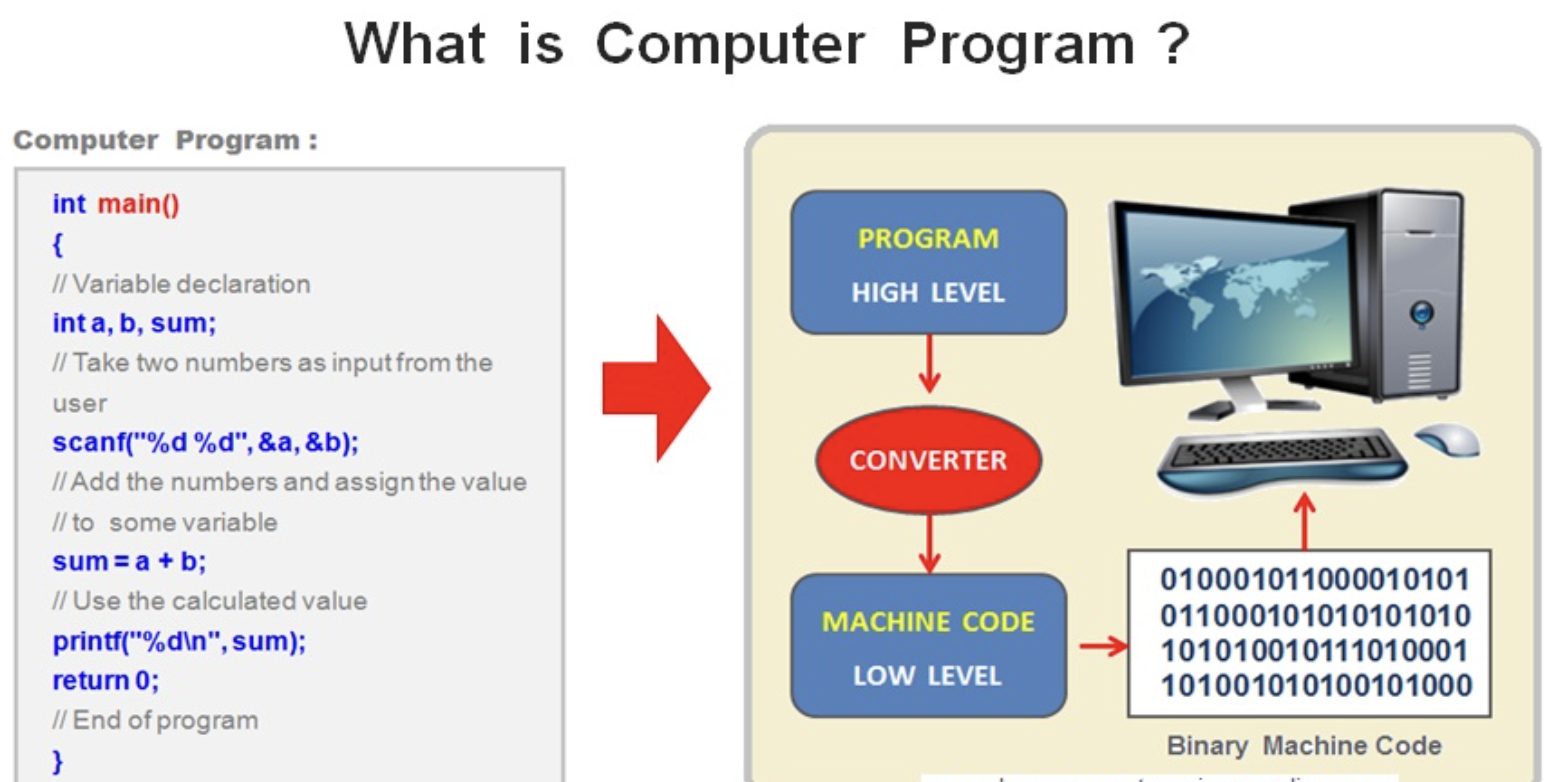 What is Computer Program ?
Computer Program :
int main()
{
// Variable declaration
int a, b, sum;
// Take two numbers as input from the
user
scanf("%d %d", &a, &b);
// Add the numbers and assign the value
// to some variable
sum = a + b;
// Use the calculated value
printf("%d\n", sum);
return 0;
// End of program
}
PROGRAM
HIGH LEVEL
CONVERTER
MACHINE CODE
LOW LEVEL
010001011000010101
011000101010101010
101010010111010001
101001010100101000
Binary Machine Code